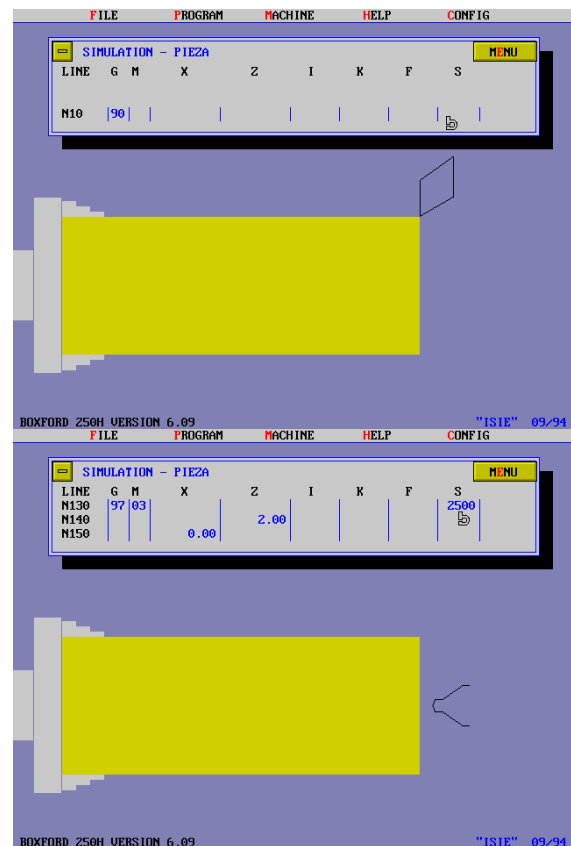 FILE PROGRAM MACHINE HELP CONFIG
SIMULATION - PIEZA MENU
LINE G M X Z I K F S
N10 90
BOXFORD 250H VERSION 6.09 "ISIE" 09/94
FILE PROGRAM MACHINE HELP CONFIG
SIMULATION - PIEZA MENU
LINE G M X Z I K F S
N130 97 03 2500
N140 2.00
N150 0.00
BOXFORD 250H VERSION 6.09 "ISIE" 09/94